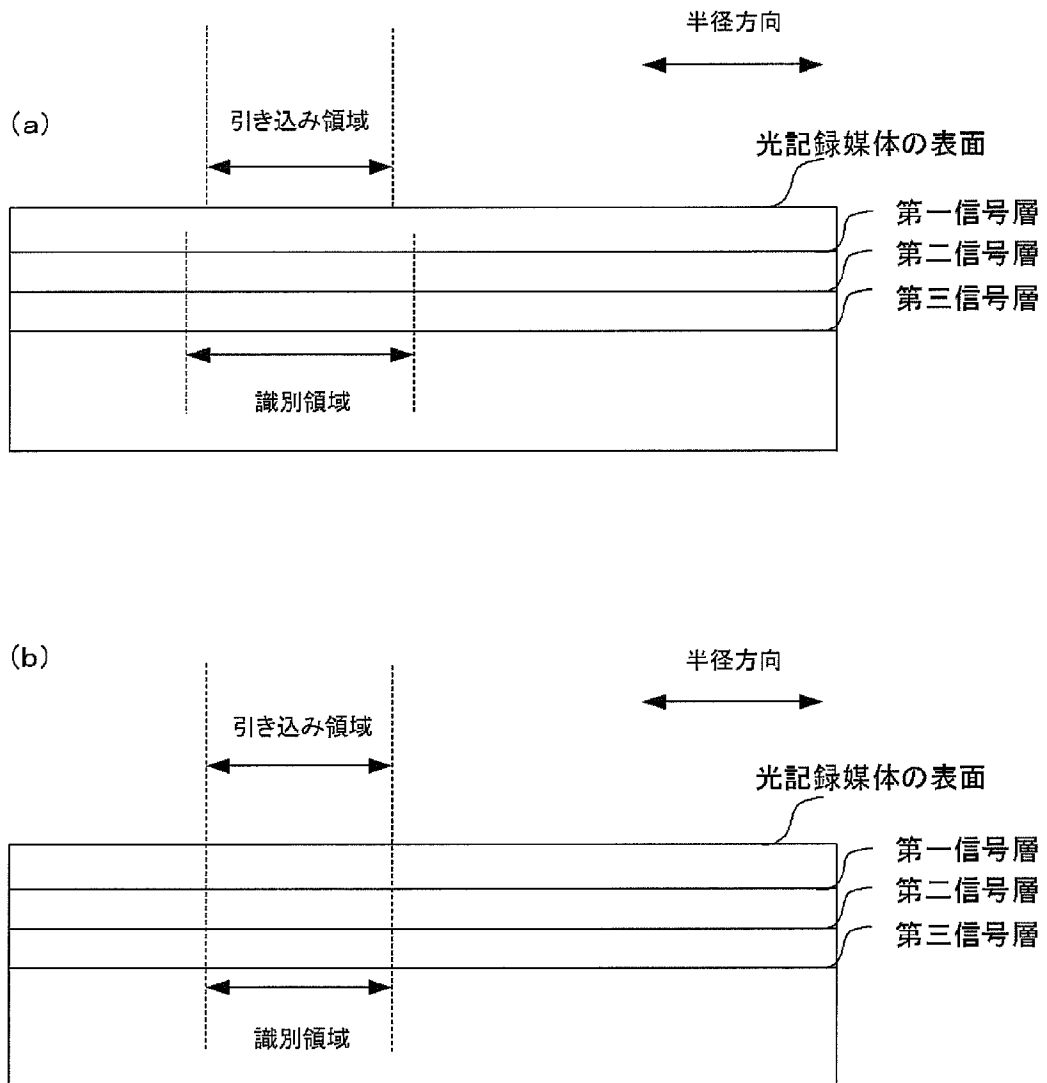 半径方向
(a)
引き込み領域
光記録媒体の表面
第一信号層
第二信号層
第三信号層
識別領域
(b)
半径方向
引き込み領域
光記録媒体の表面
第一信号層
第二信号層
第三信号層
識別領域